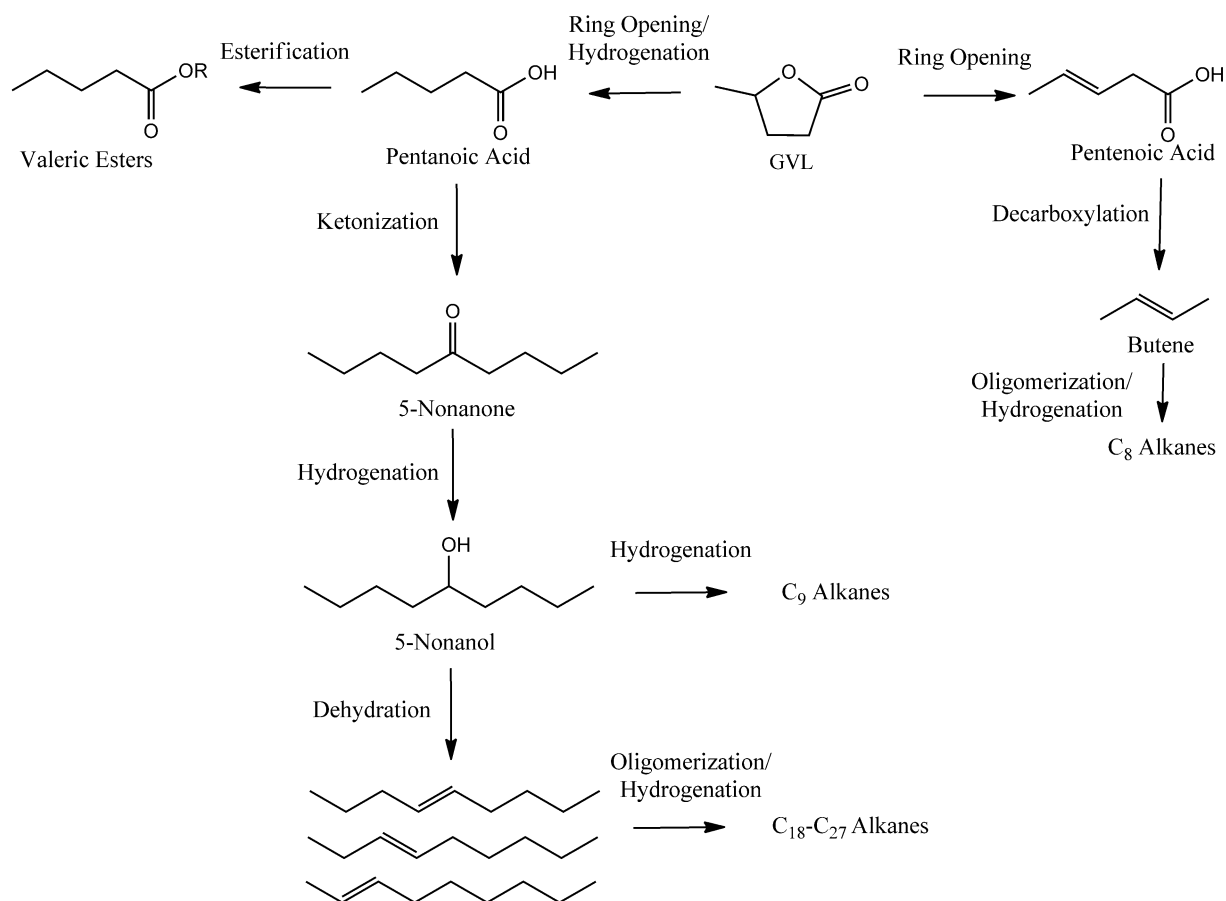 Esterification
Ring Opening/
Hydrogenation
Ring Opening
OR
O
Valeric Esters
OH
O
Pentanoic Acid
O
O
GVL
OH
O
Pentenoic Acid
Ketonization
Decarboxylation
O
5-Nonanone
Butene
Oligomerization/
Hydrogenation
C8 Alkanes
Hydrogenation
OH
5-Nonanol
Hydrogenation
C9 Alkanes
Dehydration
Oligomerization/
Hydrogenation
C18-C27 Alkanes